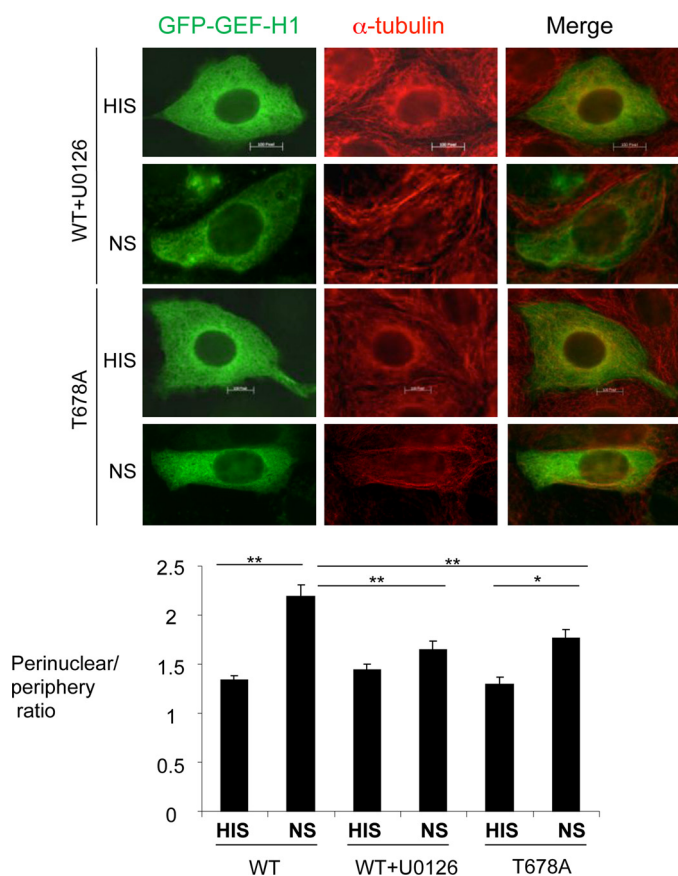 GFP-GEF-H1 α-tubulin Merge
WT+U0126
HIS
NS
T678A
HIS
NS
2.5
2
1.5
1
0.5
0
Perinuclear/
periphery
ratio
** ** ** *
HIS NS HIS NS HIS NS
WT WT+U0126 T678A